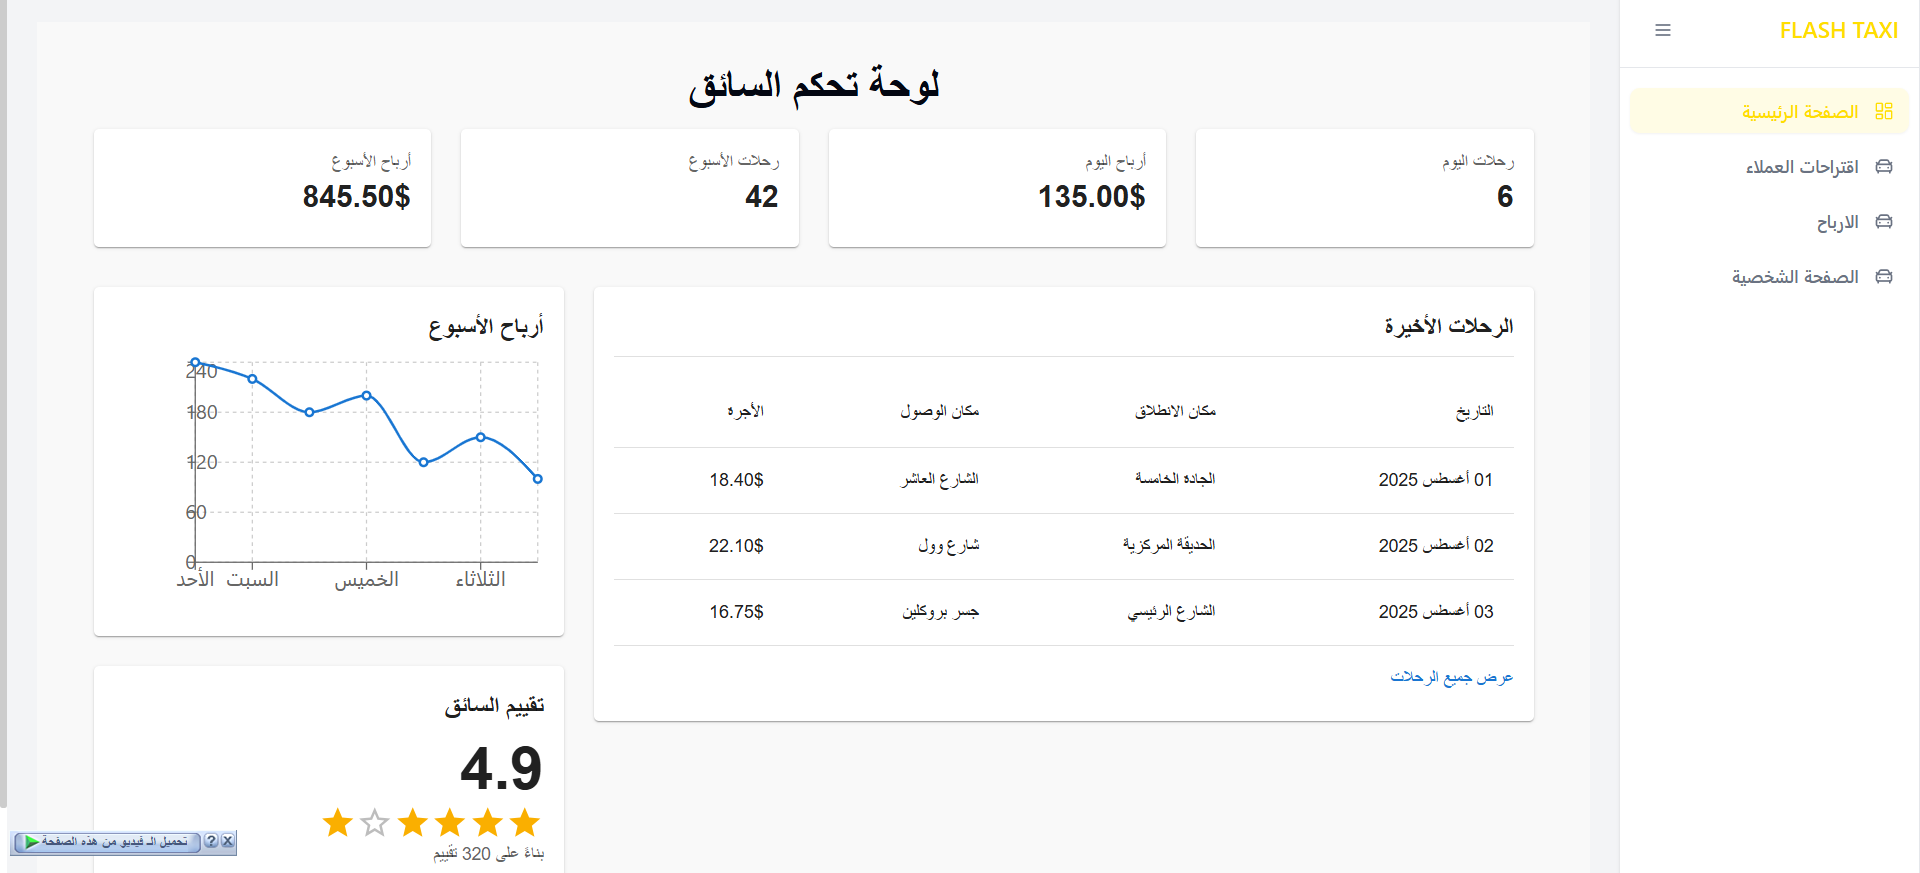 FLASH TAXI
الصفحة الرئيسية
اقتراحات العملاء
الارباح
الصفحة الشخصية
لوحة تحكم السائق
رحلات اليوم
6
أرباح اليوم
135.00$
رحلات الأسبوع
42
أرباح الأسبوع
845.50$
الرحلات الأخيرة
التاريخ مكان الانطلاق مكان الوصول الأجرة
01 أغسطس 2025 الجادة الخامسة الشارع العاشر 18.40$
02 أغسطس 2025 الحديقة المركزية شارع وول 22.10$
03 أغسطس 2025 الشارع الرئيسي جسر بروكلين 16.75$
عرض جميع الرحلات
أرباح الأسبوع
240
180
120
60
0
الثلاثاء الخميس السبت الأحد
تقييم السائق
4.9
بناءً على 320 تقييم
تحميل الـ فيديو من هذه الصفحة ? X